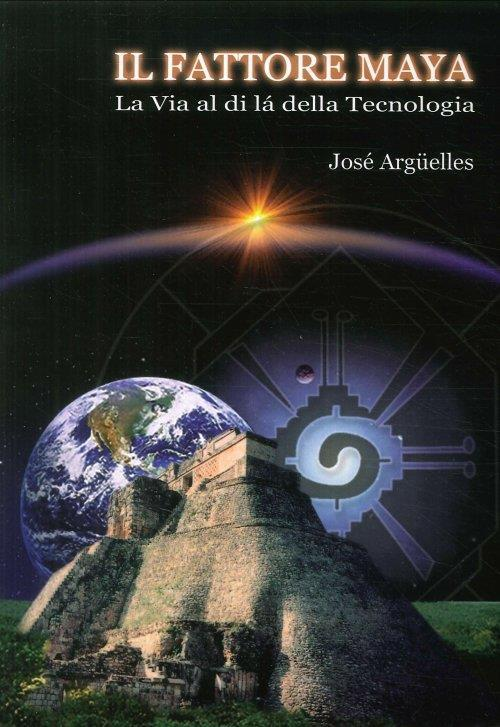 IL FATTORE MAYA
La Via al di lá della Tecnologia
José Argüelles